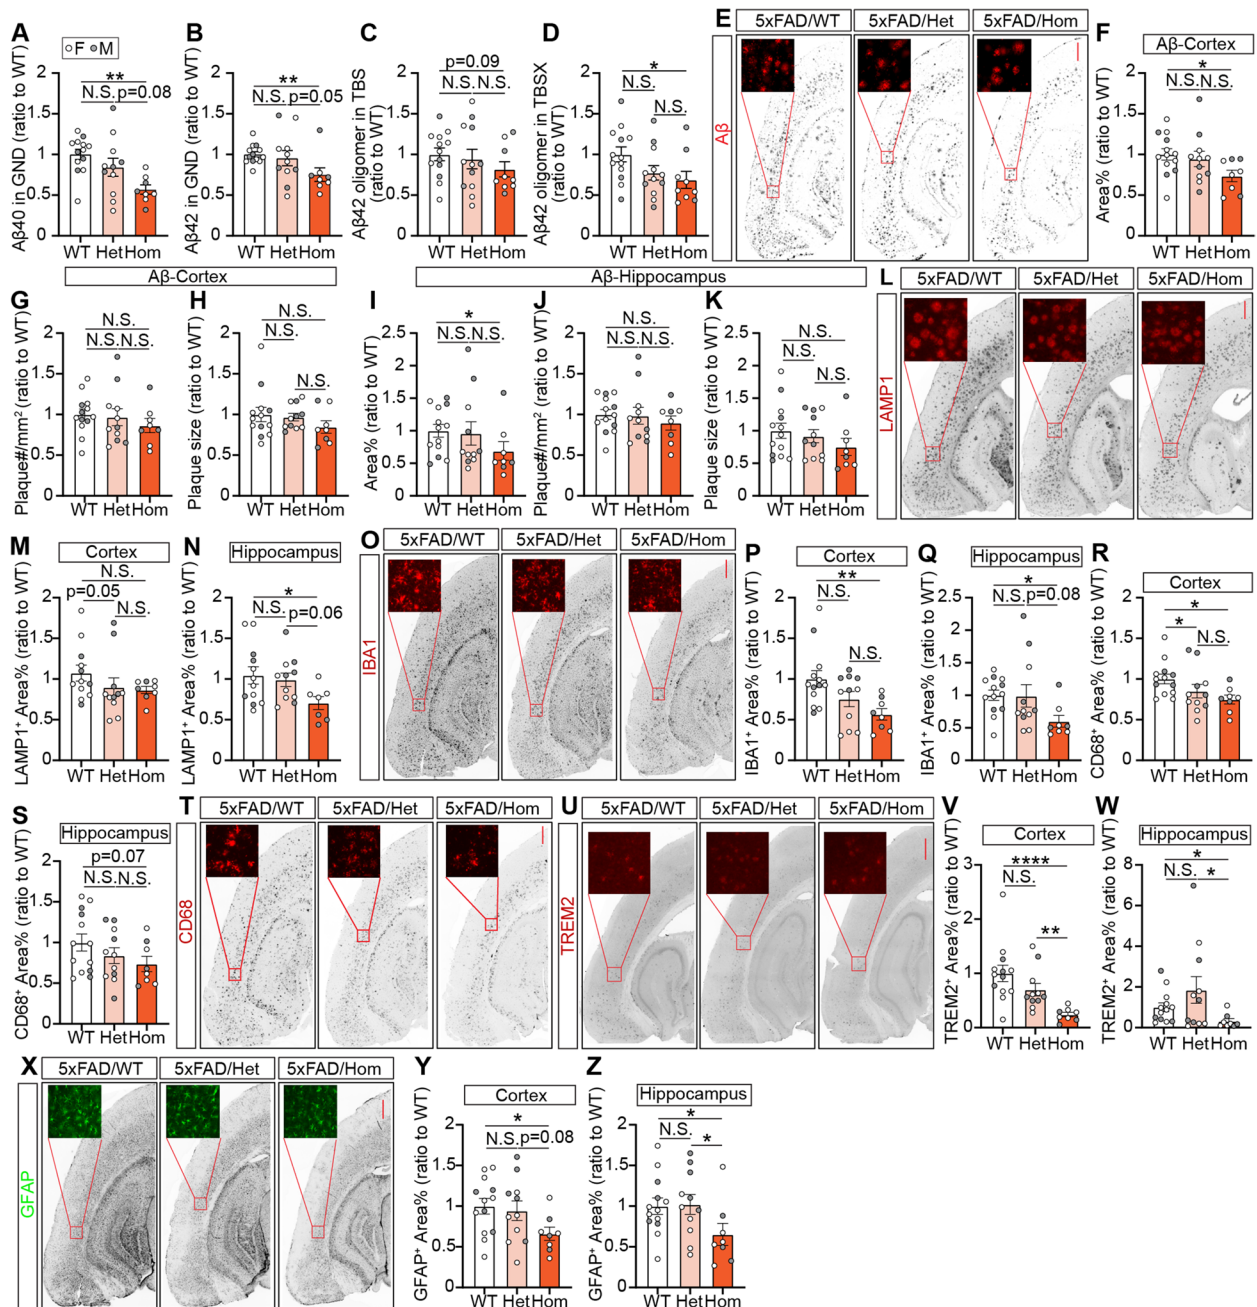 A
F M
Aβ40 in GND (ratio to WT)
2
1.5
1
0.5
0
**
N.S. p=0.08
WT Het Hom
B
Aβ42 in GND (ratio to WT)
2
1.5
1
0.5
0
**
N.S. p=0.05
WT Het Hom
C
Aβ42 oligomer in TBS
(ratio to WT)
2
1.5
1
0.5
0
p=0.09
N.S. N.S.
WT Het Hom
D
Aβ42 oligomer in TBSX
(ratio to WT)
2
1.5
1
0.5
0
*
N.S.
N.S.
WT Het Hom
E
5xFAD/WT 5xFAD/Het 5xFAD/Hom
Aβ
F
Aβ-Cortex
Area% (ratio to WT)
2
1.5
1
0.5
0
*
N.S. N.S.
WT Het Hom
Aβ-Cortex
G
Plaque#/mm² (ratio to WT)
2
1.5
1
0.5
0
N.S.
N.S. N.S.
WT Het Hom
H
Plaque size (ratio to WT)
2
1.5
1
0.5
0
N.S.
N.S.
N.S.
WT Het Hom
Aβ-Hippocampus
I
Area% (ratio to WT)
2.5
2
1.5
1
0.5
0
*
N.S. N.S.
WT Het Hom
J
Plaque#/mm² (ratio to WT)
2
1.5
1
0.5
0
N.S.
N.S. N.S.
WT Het Hom
K
Plaque size (ratio to WT)
2.5
2
1.5
1
0.5
0
N.S.
N.S.
N.S.
WT Het Hom
L
5xFAD/WT 5xFAD/Het 5xFAD/Hom
LAMP1
M
Cortex
LAMP1⁺ Area% (ratio to WT)
2
1.5
1
0.5
0
N.S.
p=0.05
N.S.
WT Het Hom
N
Hippocampus
LAMP1⁺ Area% (ratio to WT)
2
1.5
1
0.5
0
*
N.S. p=0.06
WT Het Hom
O
5xFAD/WT 5xFAD/Het 5xFAD/Hom
IBA1
P
Cortex
IBA1⁺ Area% (ratio to WT)
2
1.5
1
0.5
0
**
N.S.
N.S.
WT Het Hom
Q
Hippocampus
IBA1⁺ Area% (ratio to WT)
2.5
2
1.5
1
0.5
0
*
N.S. p=0.08
WT Het Hom
R
Cortex
CD68⁺ Area% (ratio to WT)
2
1.5
1
0.5
0
*
*
N.S.
WT Het Hom
S
Hippocampus
CD68⁺ Area% (ratio to WT)
2
1.5
1
0.5
0
p=0.07
N.S. N.S.
WT Het Hom
T
5xFAD/WT 5xFAD/Het 5xFAD/Hom
CD68
U
5xFAD/WT 5xFAD/Het 5xFAD/Hom
TREM2
V
Cortex
TREM2⁺ Area% (ratio to WT)
3
2
1
0
****
N.S.
**
WT Het Hom
W
Hippocampus
TREM2⁺ Area% (ratio to WT)
8
6
4
2
0
*
N.S. *
WT Het Hom
X
5xFAD/WT 5xFAD/Het 5xFAD/Hom
GFAP
Y
Cortex
GFAP⁺ Area% (ratio to WT)
2
1.5
1
0.5
0
*
N.S. p=0.08
WT Het Hom
Z
Hippocampus
GFAP⁺ Area% (ratio to WT)
2
1.5
1
0.5
0
*
N.S.
*
WT Het Hom